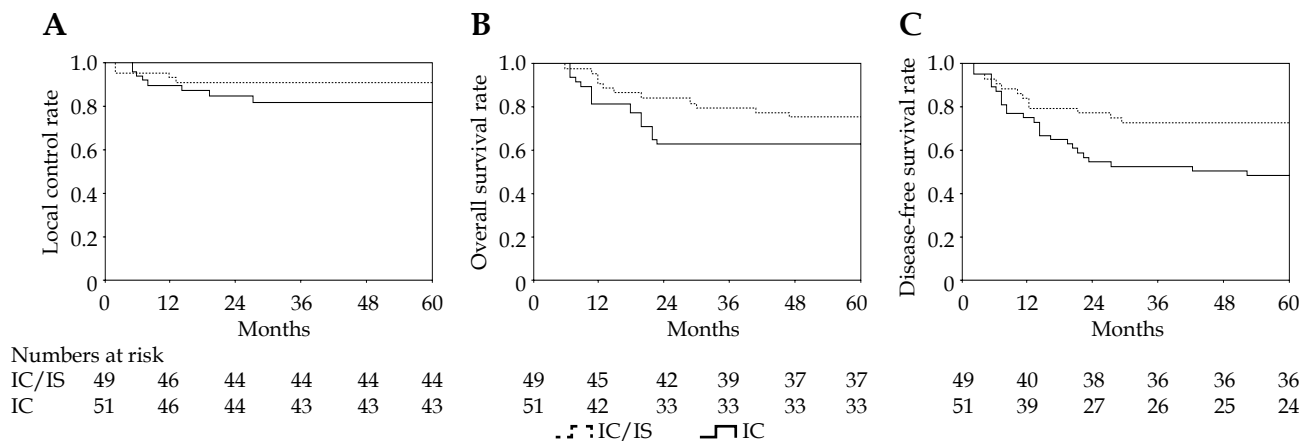 A
B
C
Local control rate
1.0
0.8
0.6
0.4
0.2
0
0 12 24 36 48 60
Months
Overall survival rate
1.0
0.8
0.6
0.4
0.2
0
0 12 24 36 48 60
Months
Disease-free survival rate
1.0
0.8
0.6
0.4
0.2
0
0 12 24 36 48 60
Months
Numbers at risk
IC/IS 49 46 44 44 44 44 49 45 42 39 37 37 49 40 38 36 36 36
IC 51 46 44 43 43 43 51 42 33 33 33 33 51 39 27 26 25 24
IC/IS IC